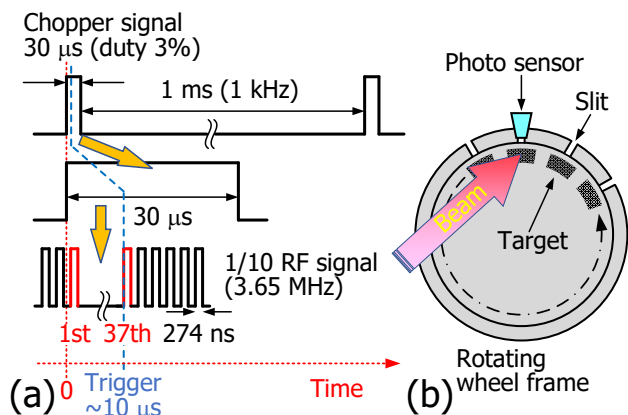 Chopper signal
30 μs (duty 3%)
1 ms (1 kHz)
30 μs
1/10 RF signal
(3.65 MHz)
1st 37th
274 ns
(a)
0
Trigger
~10 μs
Time
Photo sensor
Slit
Beam
Target
Rotating
wheel frame
(b)